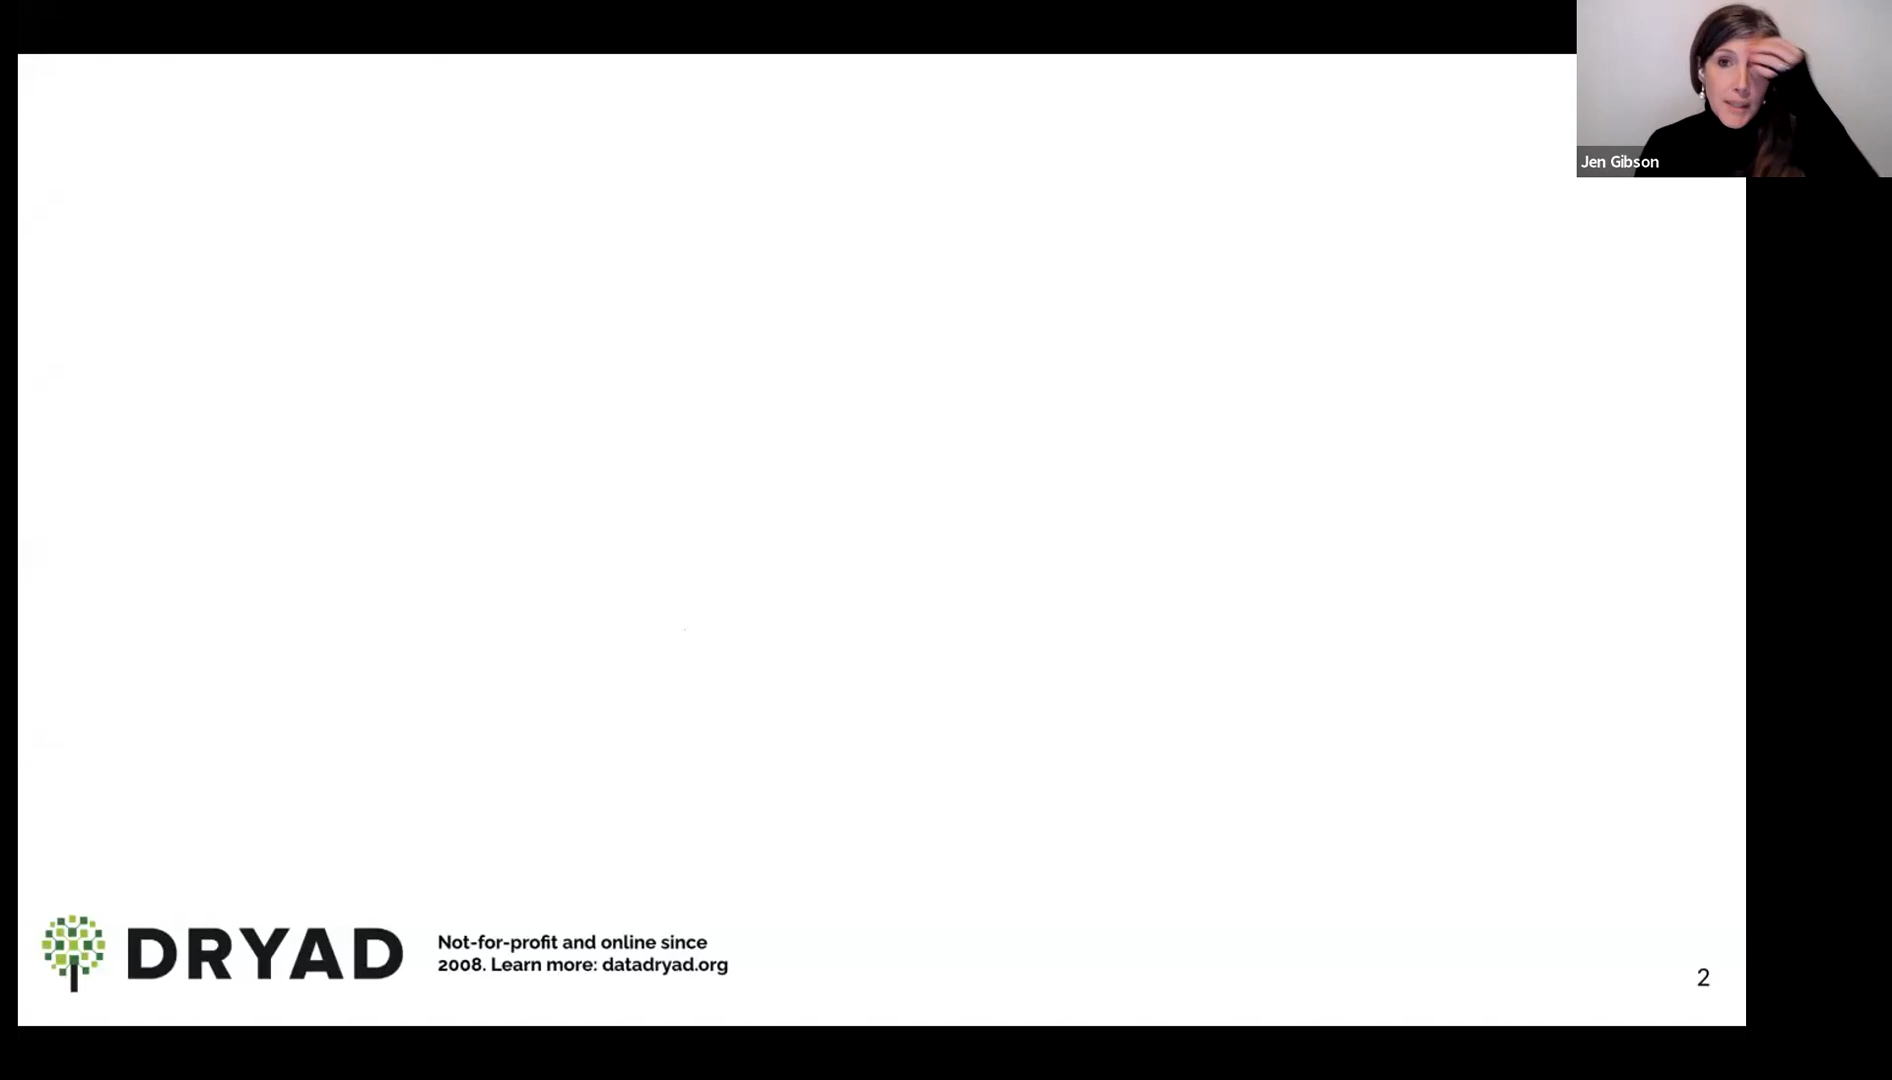 Jen Gibson
DRYAD
Not-for-profit and online since
2008. Learn more: datadryad.org
2